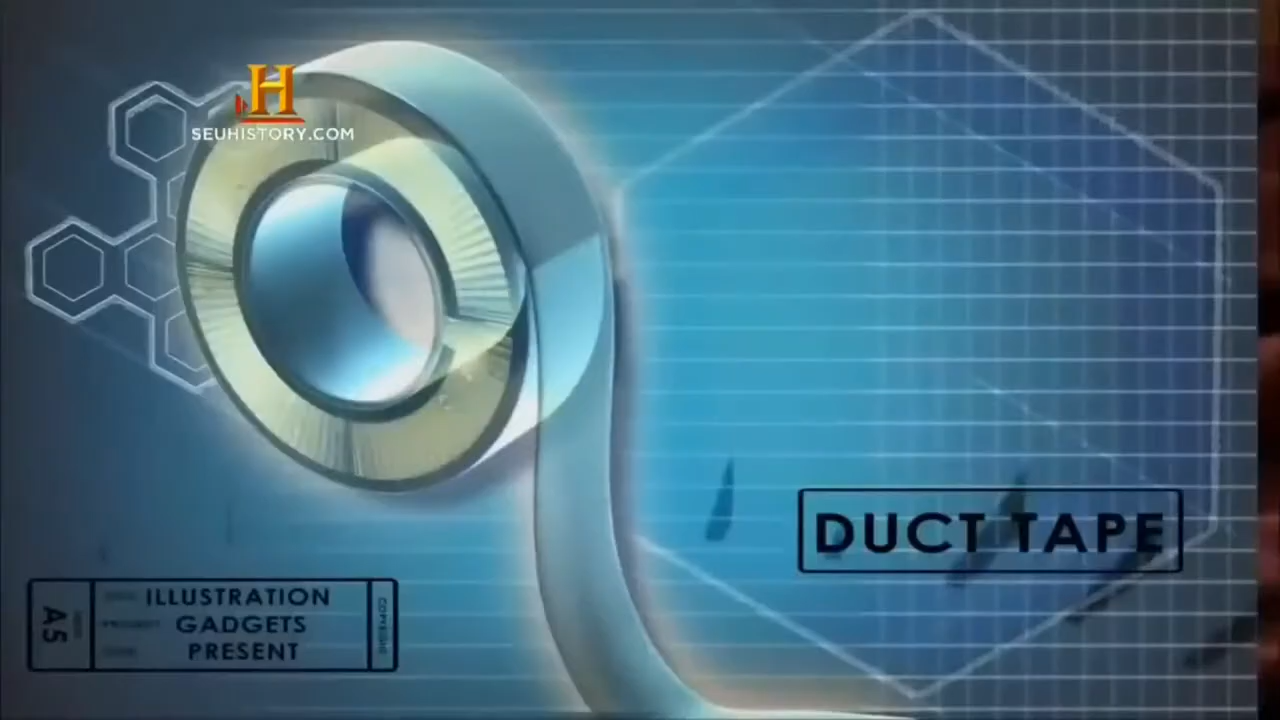 H
SEUHISTORY.COM
DUCT TAPE
A5
ILLUSTRATION
GADGETS
PRESENT